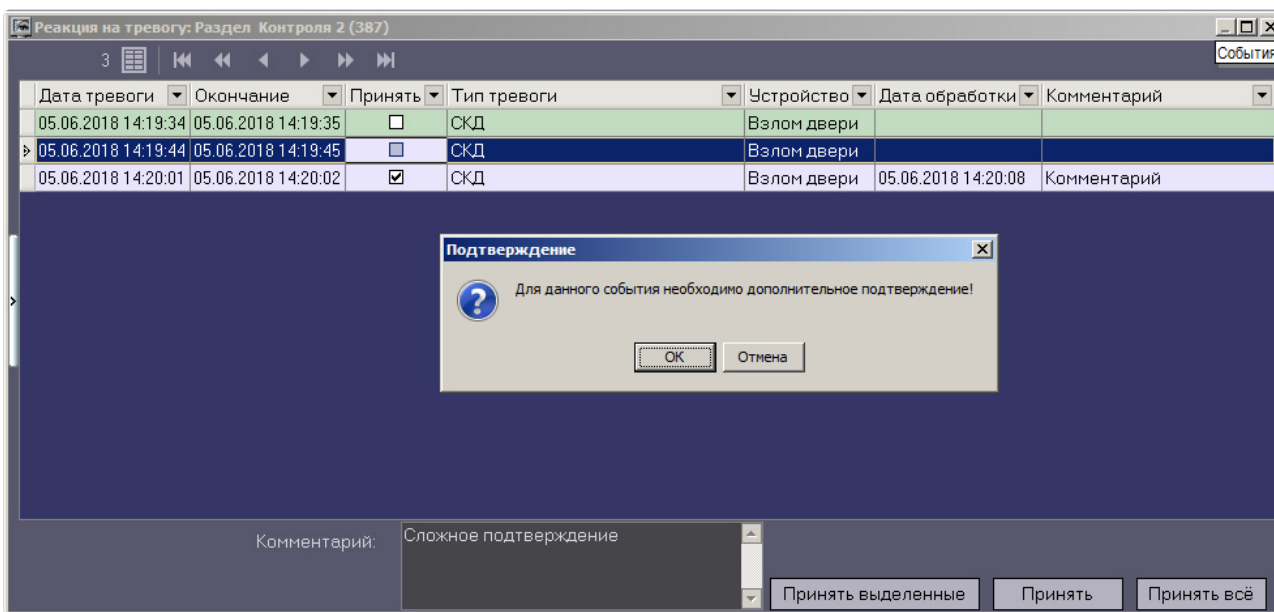 Реакция на тревогу: Раздел Контроля 2 (387)
События
3
Дата тревоги Окончание Принять Тип тревоги Устройство Дата обработки Комментарий
05.06.2018 14:19:34 05.06.2018 14:19:35 СКД Взлом двери
05.06.2018 14:19:44 05.06.2018 14:19:45 СКД Взлом двери
05.06.2018 14:20:01 05.06.2018 14:20:02 СКД Взлом двери 05.06.2018 14:20:08 Комментарий
Подтверждение
Для данного события необходимо дополнительное подтверждение!
OK Отмена
Комментарий: Сложное подтверждение
Принять выделенные Принять Принять всё